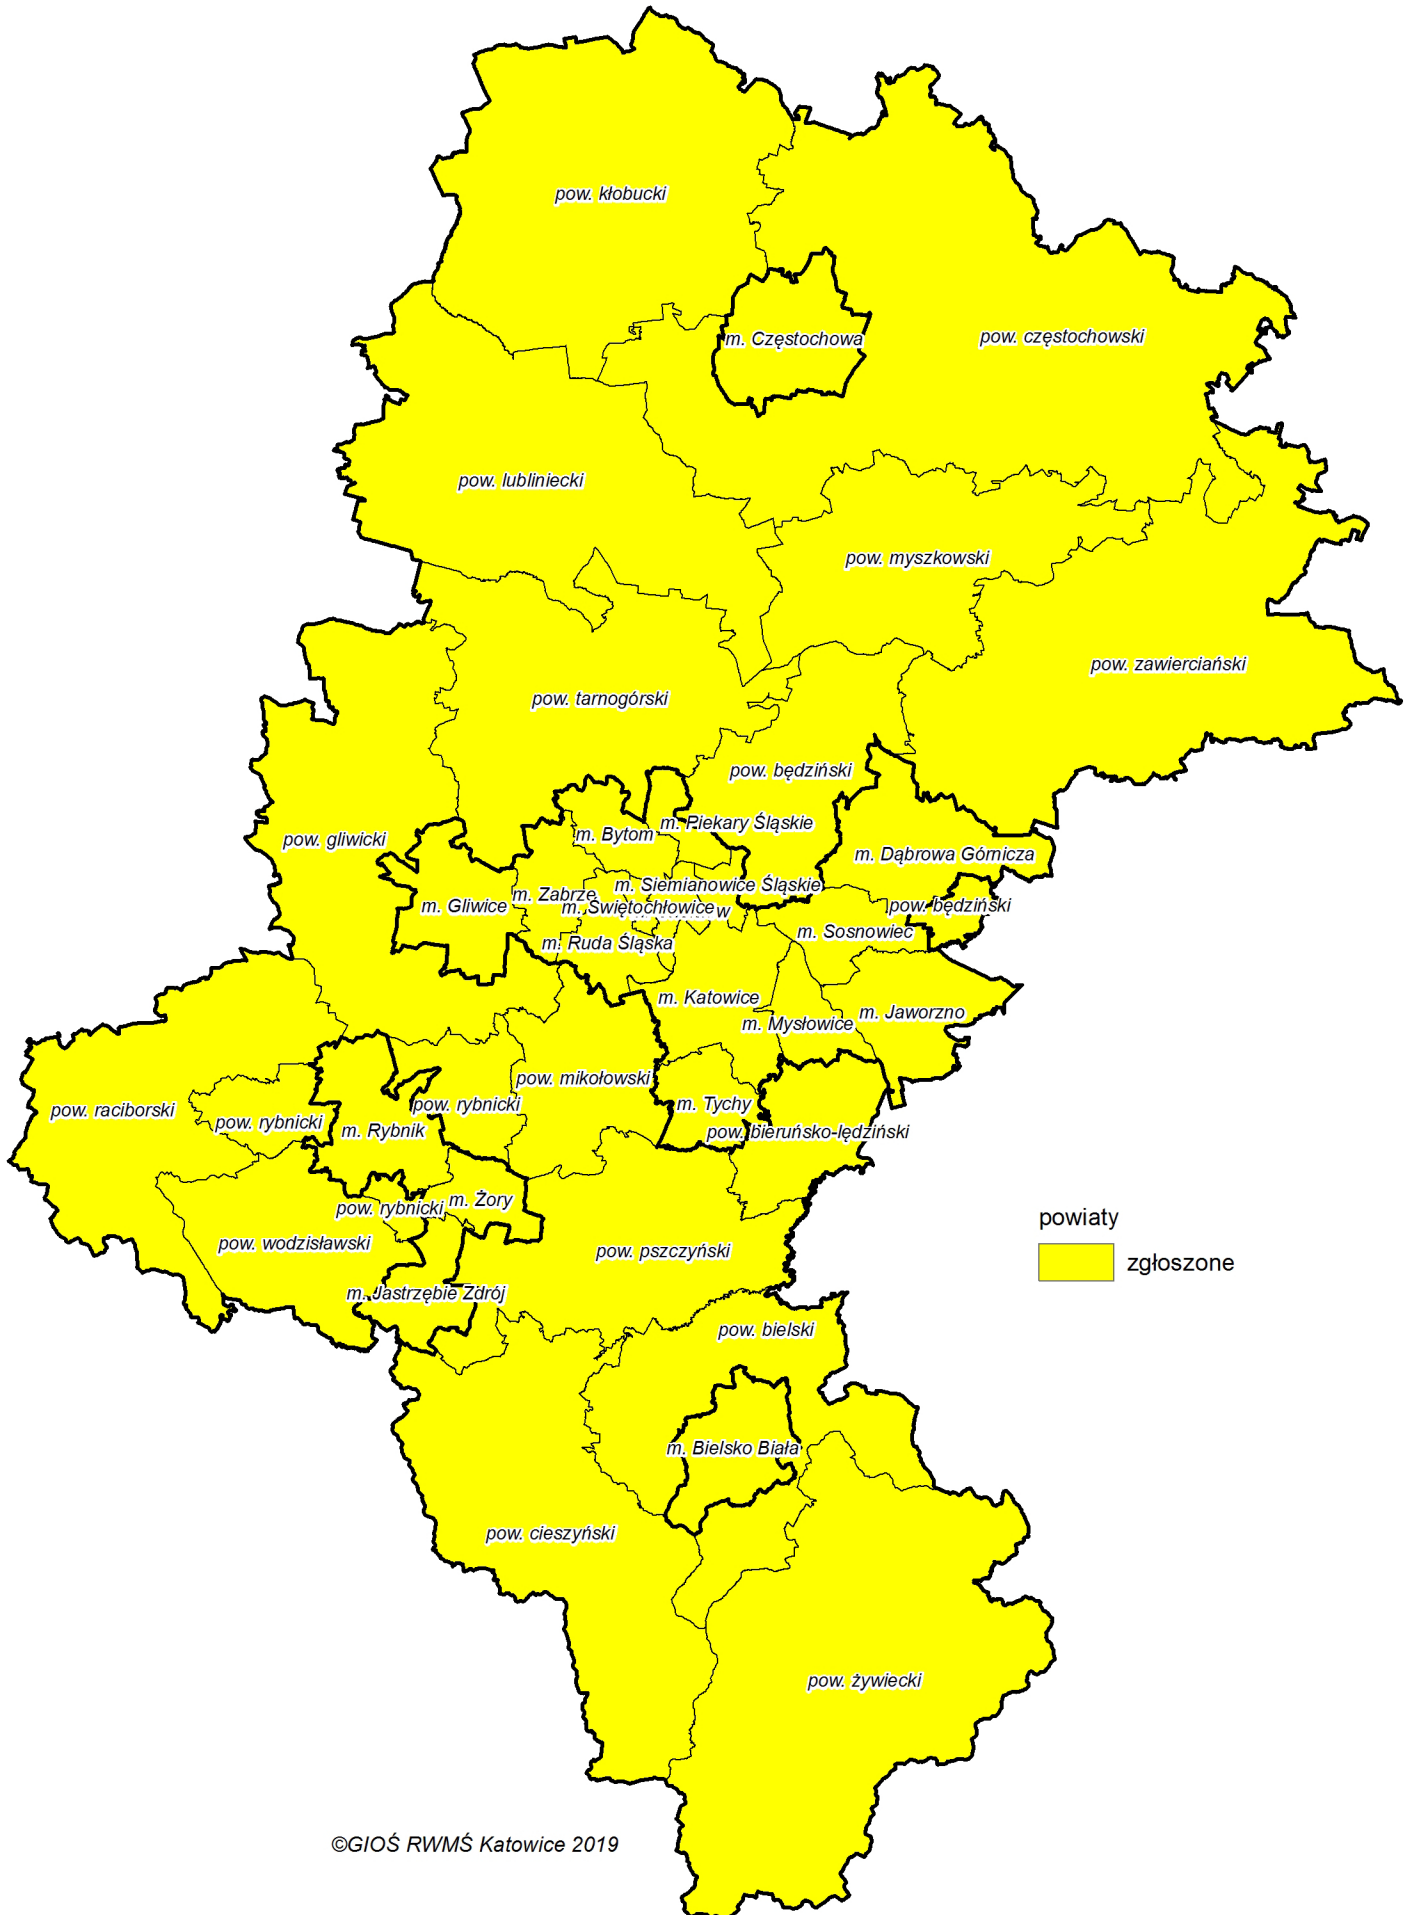 pow. kłobucki
m. Częstochowa
pow. częstochowski
pow. lubliniecki
pow. myszkowski
pow. zawierciański
pow. tarnogórski
pow. będziński
m. Piekary Śląskie
m. Bytom
pow. gliwicki
m. Dąbrowa Górnicza
m. Siemianowice Śląskie
m. Zabrze
m. Gliwice
m. Świętochłowice
pow. będziński
m. Sosnowiec
m. Ruda Śląska
m. Katowice
m. Jaworzno
m. Mysłowice
pow. mikołowski
pow. raciborski
pow. rybnicki
m. Tychy
pow. rybnicki
m. Rybnik
pow. bieruńsko-lędziński
m. Żory
pow. rybnicki
powiaty
pow. wodzisławski
pow. pszczyński
zgłoszone
m. Jastrzębie Zdrój
pow. bielski
m. Bielsko Biała
pow. cieszyński
pow. żywiecki
©GIOŚ RWMŚ Katowice 2019